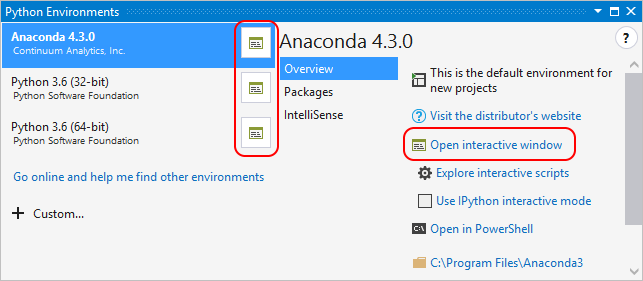 Python Environments
Anaconda 4.3.0
Continuum Analytics, Inc.
Python 3.6 (32-bit)
Python Software Foundation
Python 3.6 (64-bit)
Python Software Foundation
Go online and help me find other environments
+ Custom...
Anaconda 4.3.0
?
Overview
Packages
IntelliSense
This is the default environment for
new projects
Visit the distributor's website
Open interactive window
Explore interactive scripts
Use IPython interactive mode
Open in PowerShell
C:\Program Files\Anaconda3